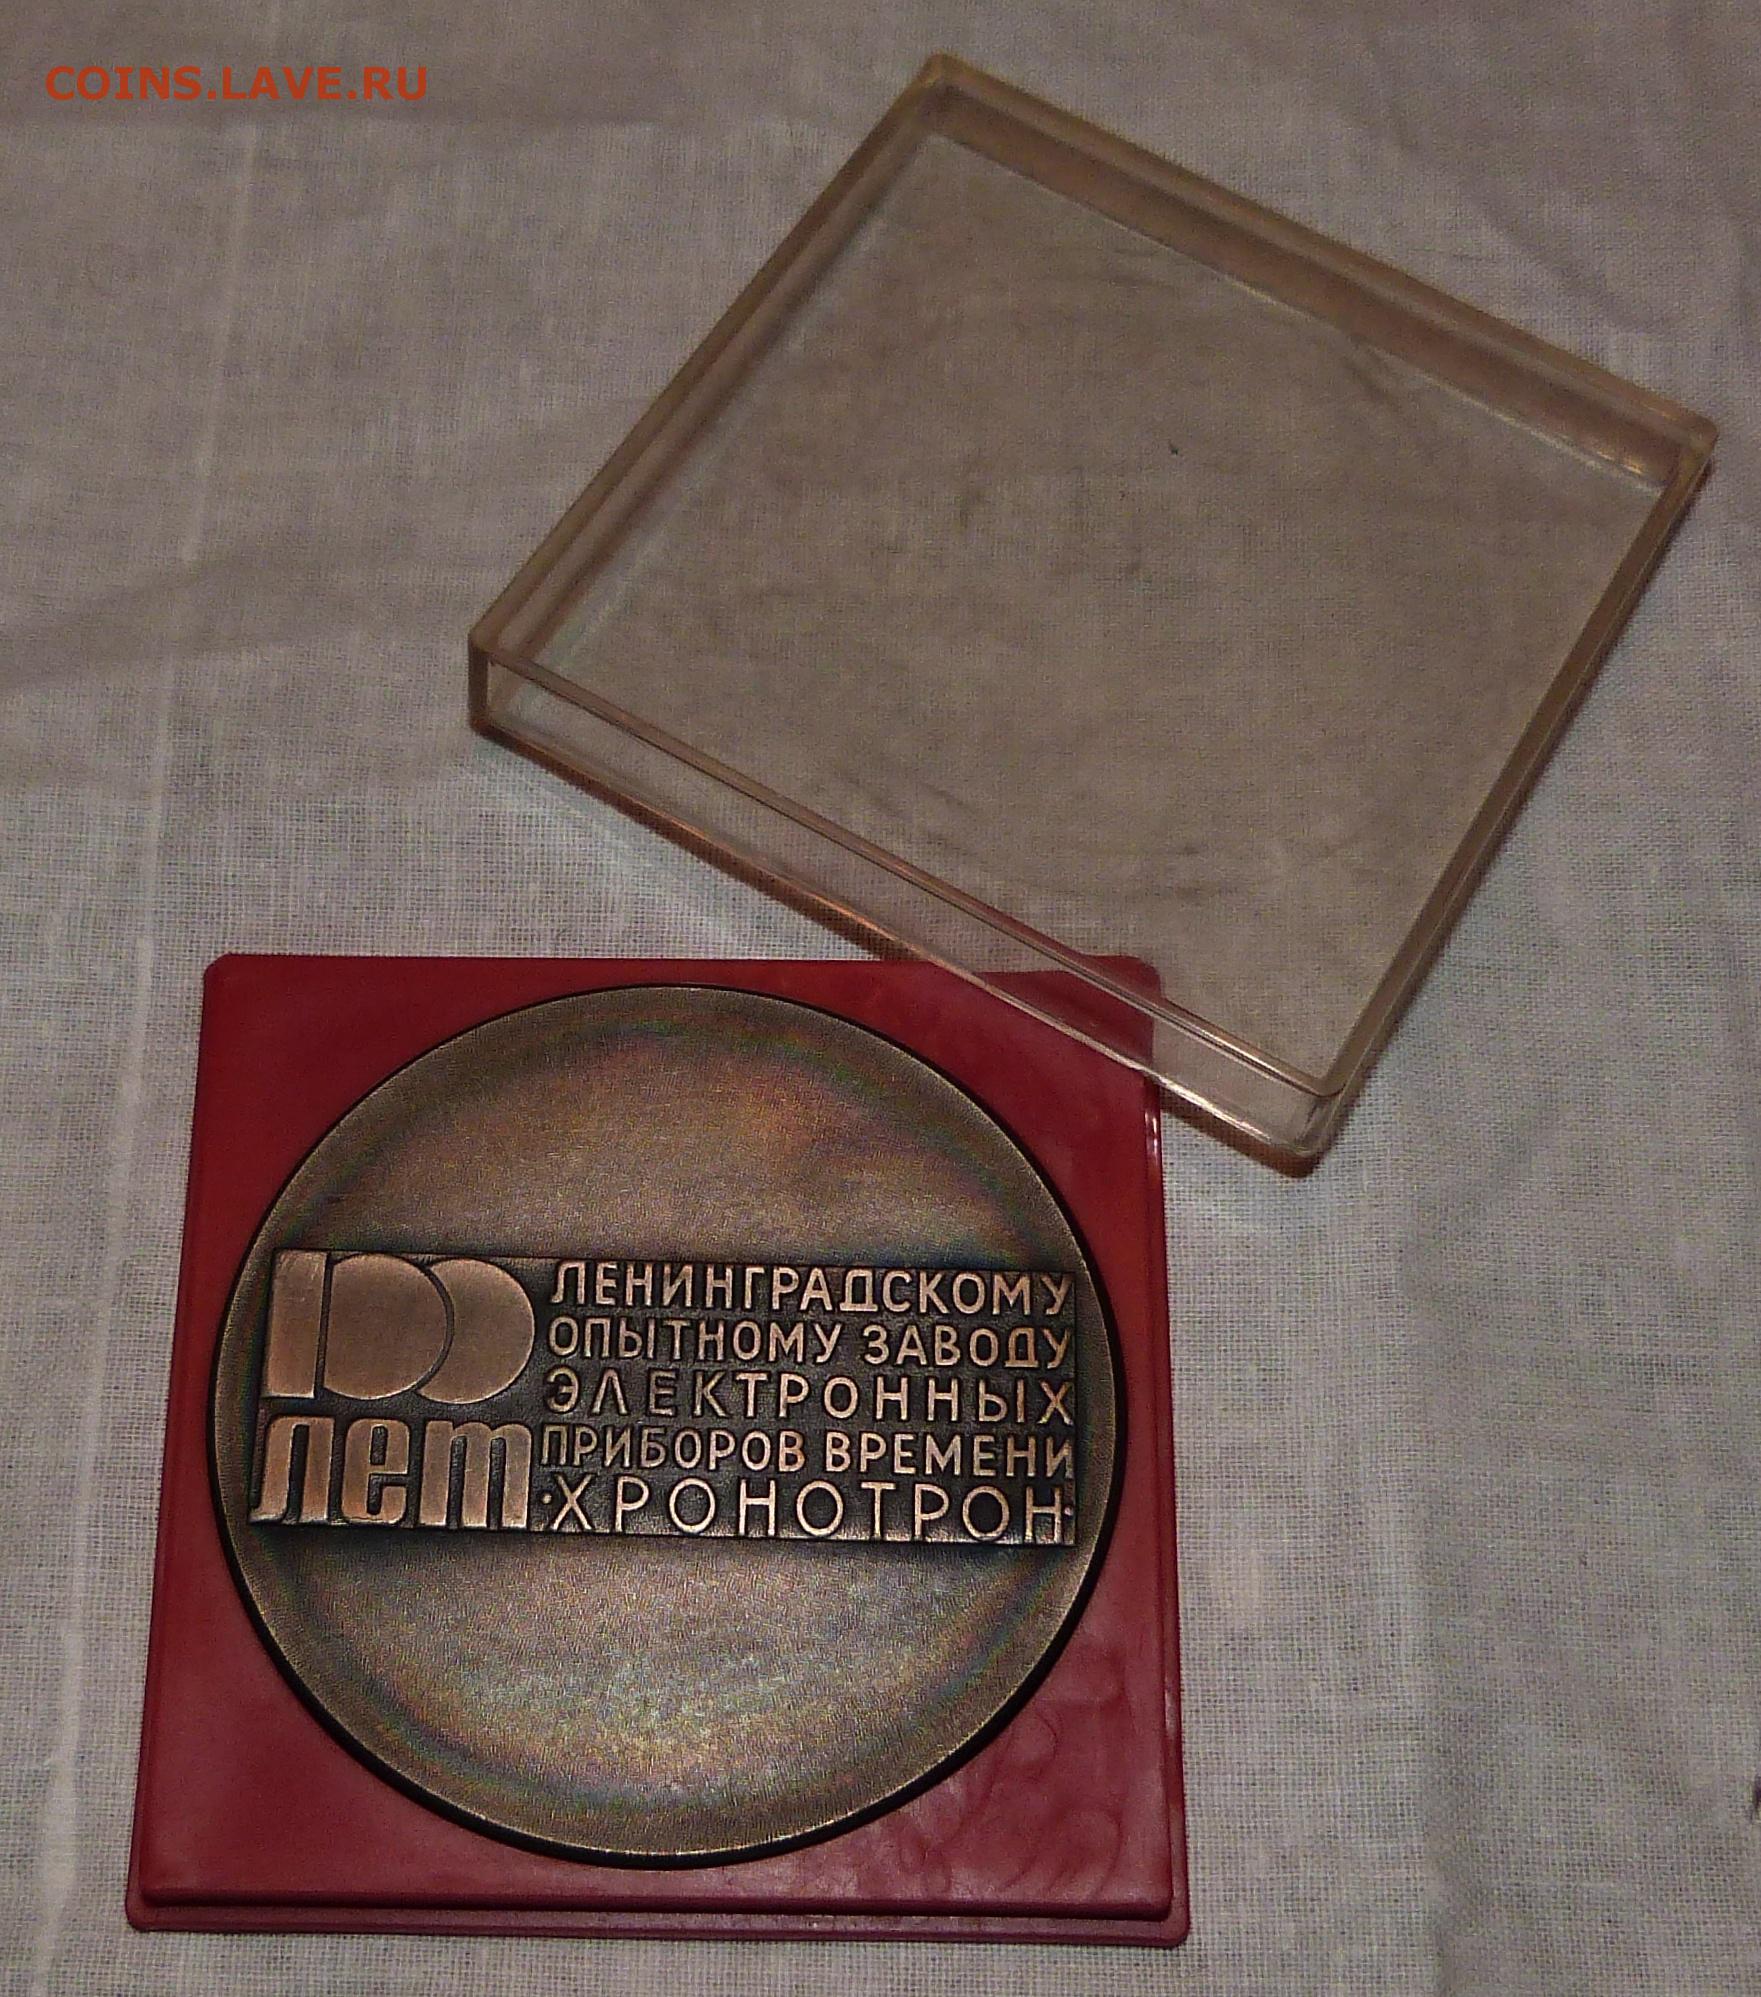 COINS.LAVE.RU
100 ЛЕНИНГРАДСКОМУ
ОПЫТНОМУ ЗАВОДУ
ЭЛЕКТРОННЫХ
лет ПРИБОРОВ ВРЕМЕНИ
·ХРОНОТРОН·